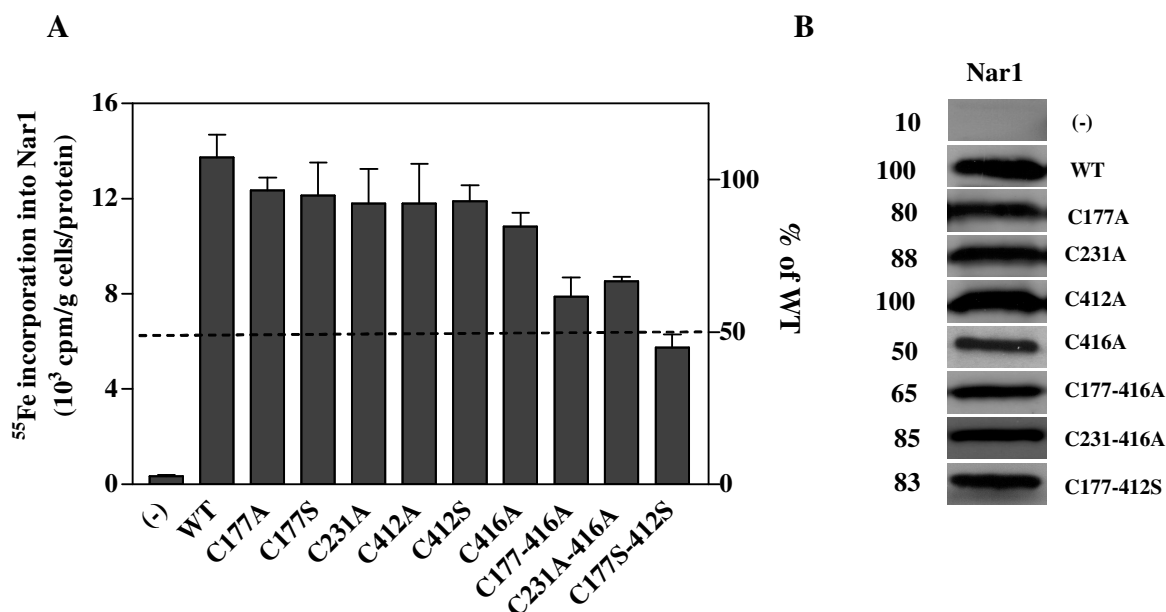 A
⁵⁵Fe incorporation into Nar1
(10³ cpm/g cells/protein)
16
12
8
4
0
100
50
0
% of WT
(-)
WT
C177A
C177S
C231A
C412A
C412S
C416A
C177-416A
C231A-416A
C177S-412S
B
Nar1
10 (-)
100 WT
80 C177A
88 C231A
100 C412A
50 C416A
65 C177-416A
85 C231-416A
83 C177-412S